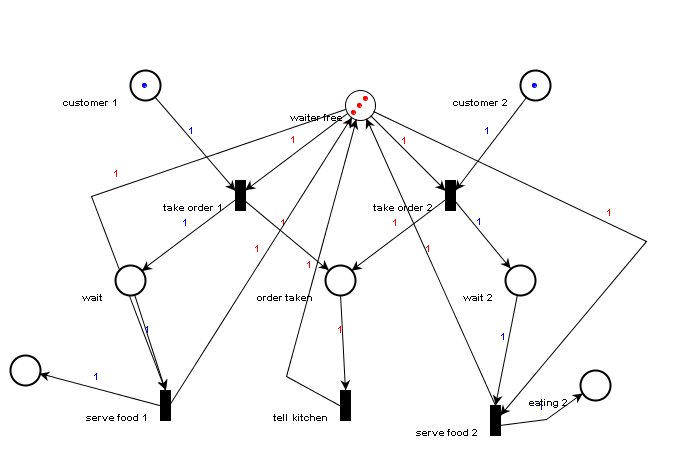 customer 1
customer 2
waiter free
1
1
1
1
1
take order 1
take order 2
1
1
1
1
1
1
1
1
wait
order taken
wait 2
1
1
1
1
eating 2
1
serve food 1
tell kitchen
serve food 2